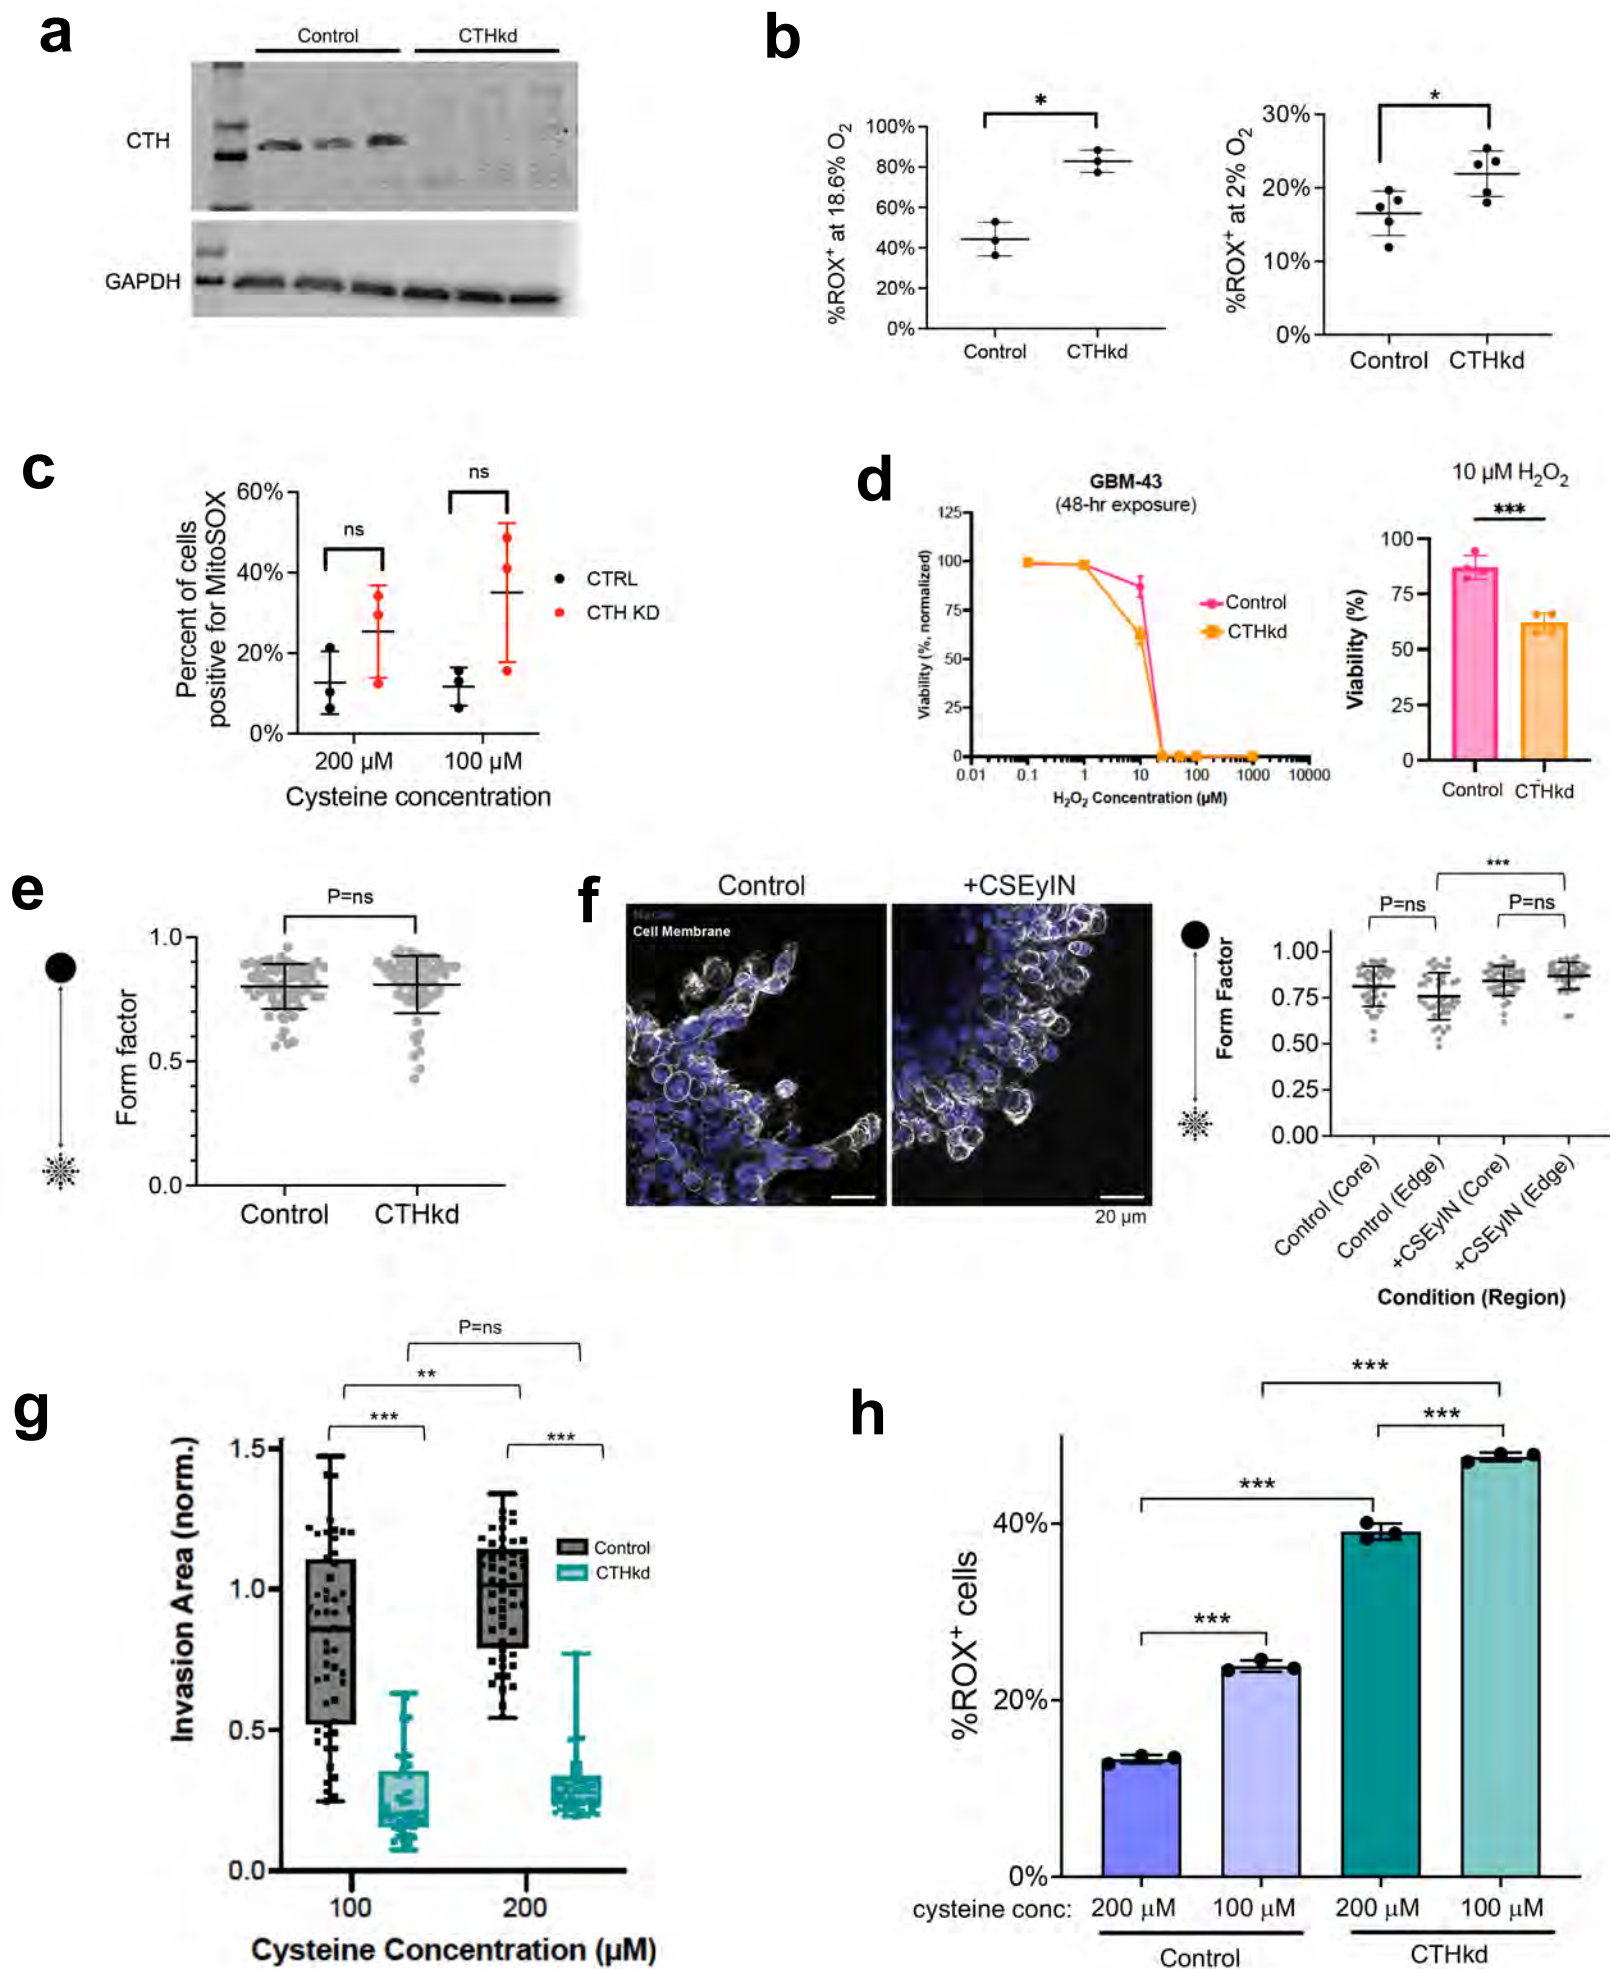 a
Control
CTHkd
CTH
GAPDH
b
%ROX⁺ at 18.6% O₂
100%
80%
60%
40%
20%
0%
*
Control
CTHkd
%ROX⁺ at 2% O₂
30%
20%
10%
0%
*
Control
CTHkd
c
Percent of cells
positive for MitoSOX
60%
40%
20%
0%
ns
ns
CTRL
CTH KD
200 µM
100 µM
Cysteine concentration
d
GBM-43
(48-hr exposure)
Viability (%, normalized)
125
100
75
50
25
0
Control
CTHkd
0.01
0.1
1
10
100
1000
10000
H₂O₂ Concentration (µM)
10 µM H₂O₂
***
Viability (%)
100
75
50
25
0
Control
CTHkd
e
P=ns
Form factor
1.0
0.5
0.0
Control
CTHkd
f
Control
+CSEyIN
Cell Membrane
20 µm
***
P=ns
P=ns
Form Factor
1.00
0.75
0.50
0.25
0.00
Control (Core)
Control (Edge)
+CSEyIN (Core)
+CSEyIN (Edge)
Condition (Region)
g
P=ns
**
***
***
Invasion Area (norm.)
1.5
1.0
0.5
0.0
Control
CTHkd
100
200
Cysteine Concentration (µM)
h
***
***
***
***
%ROX⁺ cells
40%
20%
0%
cysteine conc:
200 µM
100 µM
200 µM
100 µM
Control
CTHkd